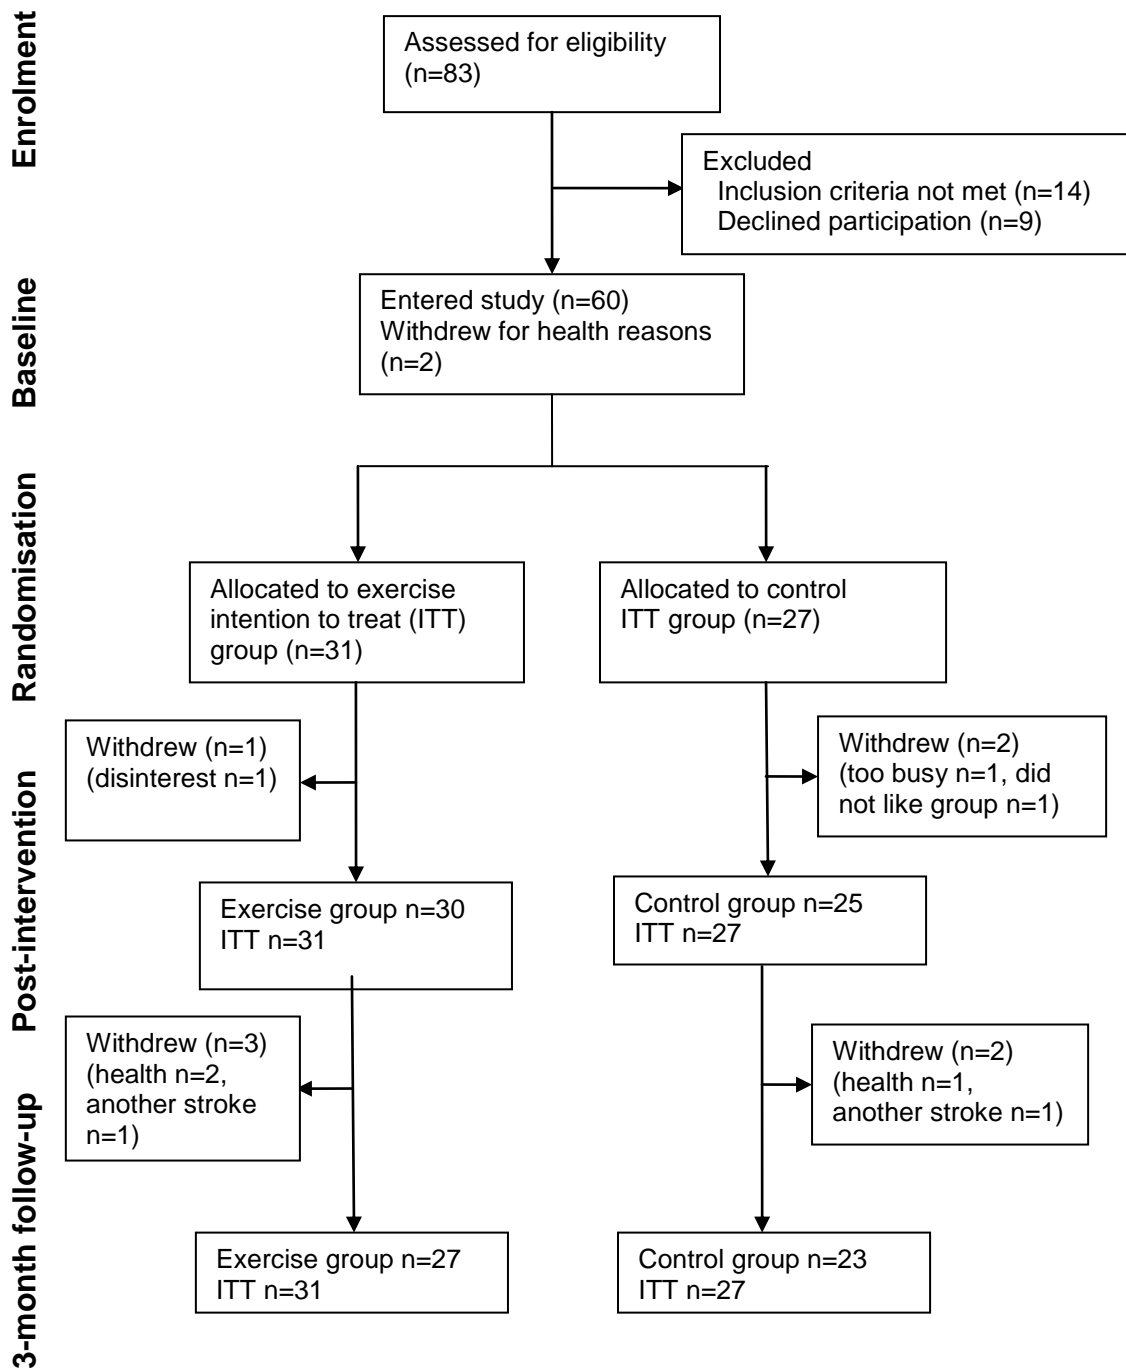 Enrolment
Assessed for eligibility
(n=83)
Excluded
Inclusion criteria not met (n=14)
Declined participation (n=9)
Baseline
Entered study (n=60)
Withdrew for health reasons
(n=2)
Randomisation
Allocated to exercise
intention to treat (ITT)
group (n=31)
Allocated to control
ITT group (n=27)
Withdrew (n=1)
(disinterest n=1)
Withdrew (n=2)
(too busy n=1, did
not like group n=1)
Post-intervention
Exercise group n=30
ITT n=31
Control group n=25
ITT n=27
Withdrew (n=3)
(health n=2,
another stroke
n=1)
Withdrew (n=2)
(health n=1,
another stroke n=1)
3-month follow-up
Exercise group n=27
ITT n=31
Control group n=23
ITT n=27